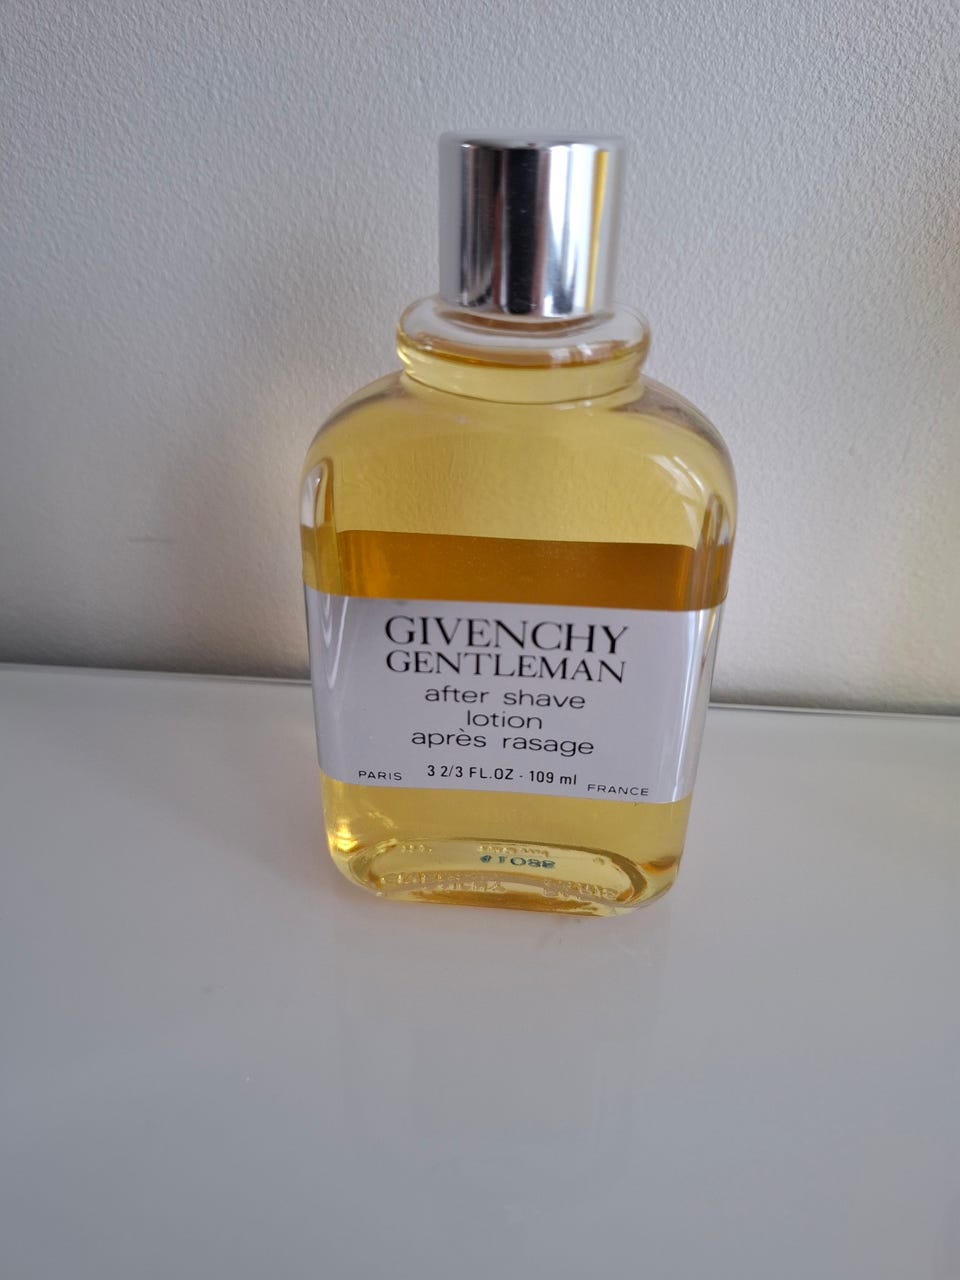 GIVENCHY
GENTLEMAN
after shave
lotion
après rasage
PARIS 3 2/3 FL.OZ - 109 ml FRANCE